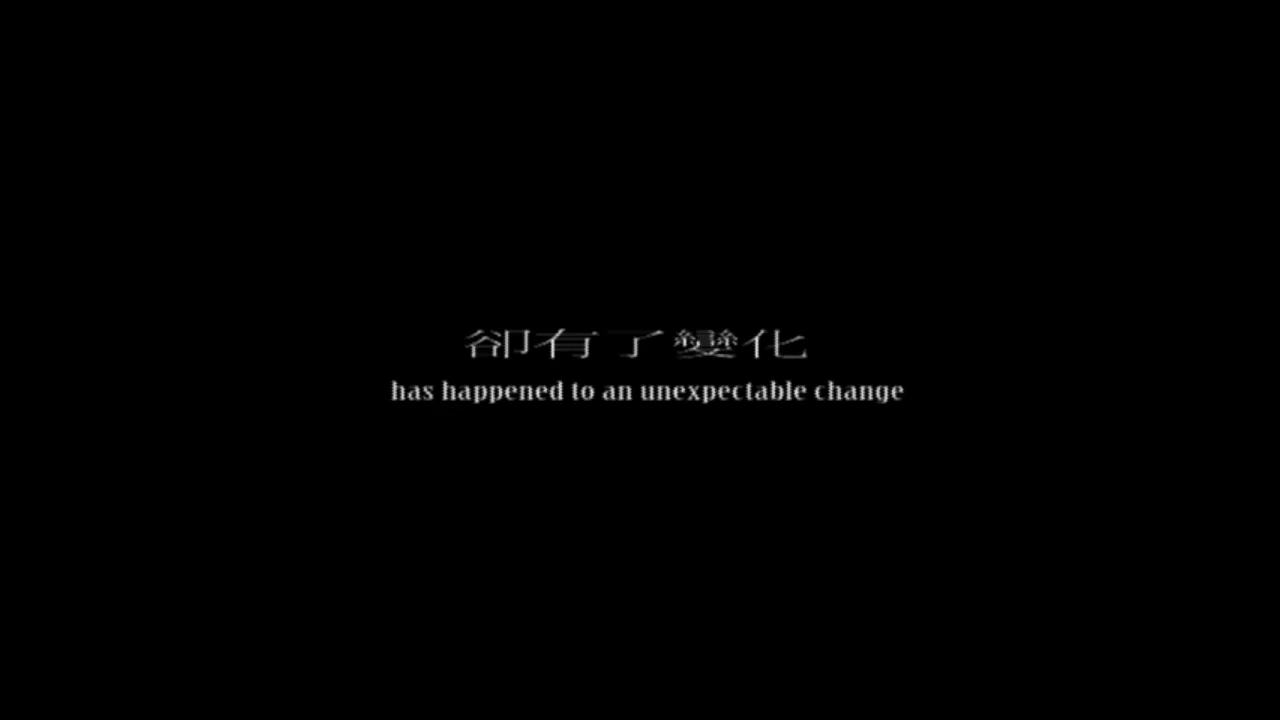 卻有了變化
has happened to an unexpectable change